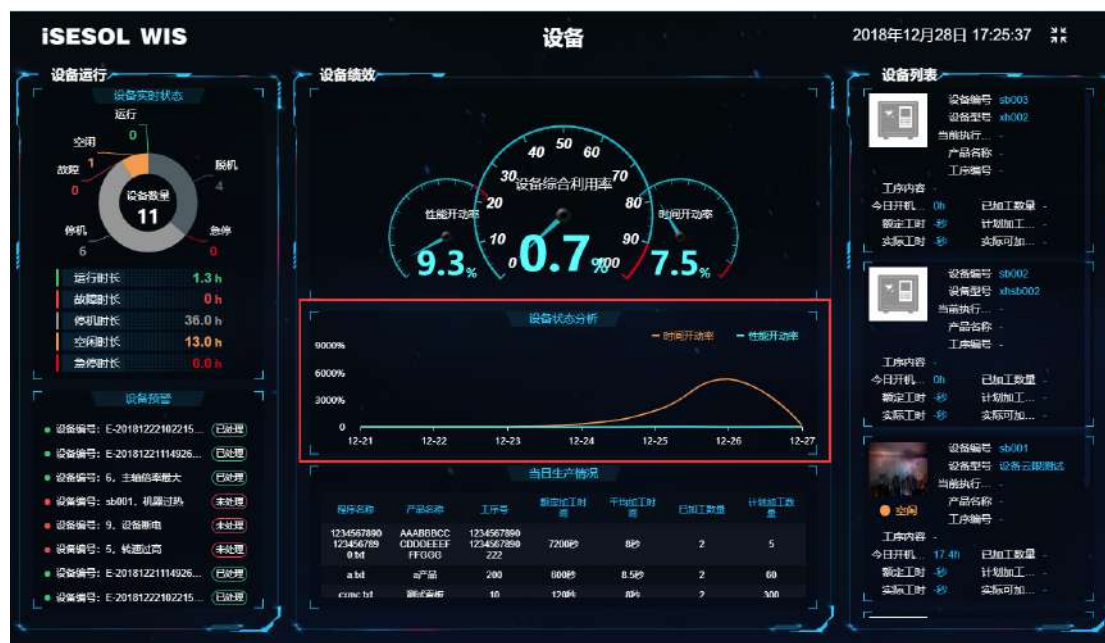 iSESOL WIS
设备
2018年12月28日 17:25:37
设备运行
设备实时状态
运行
0
空闲
1
故障
0
脱机
4
设备数量
11
停机
6
急停
0
运行时长 1.3 h
故障时长 0 h
停机时长 36.0 h
空闲时长 13.0 h
急停时长 0.0 h
设备预警
设备编号: E-20181222102215... 已处理
设备编号: E-20181221114926... 已处理
设备编号: 6, 主轴倍率最大 已处理
设备编号: sb001, 机器过热 未处理
设备编号: 9, 设备断电 未处理
设备编号: 5, 转速过高 未处理
设备编号: E-20181221114926... 已处理
设备编号: E-20181222102215... 已处理
设备绩效
性能开动率
9.3%
设备综合利用率
0 10 20 30 40 50 60 70 80 90 100
0.7%
时间开动率
7.5%
设备状态分析
时间开动率 性能开动率
9000%
6000%
3000%
0
12-21 12-22 12-23 12-24 12-25 12-26 12-27
当日生产情况
程序名称 产品名称 工序号 额定加工时间 平均加工时间 已加工数量 计划加工数量
1234567890 AAABBBCC 1234567890
123456789 CDDDEEEF 1234567890 7200秒 8秒 2 5
0.txt FFGGG 222
a.txt a产品 200 600秒 8.5秒 2 60
测试面板 10 120秒 8秒 2 300
设备列表
设备编号 sb003
设备型号 xh002
当前执行... -
产品名称 -
工序编号 -
工序内容 -
今日开机... 0h 已加工数量 -
额定工时 -秒 计划加工... -
实际工时 -秒 实际可加... -
设备编号 sb002
设备型号 xhsb002
当前执行... -
产品名称 -
工序编号 -
工序内容 -
今日开机... 0h 已加工数量 -
额定工时 -秒 计划加工... -
实际工时 -秒 实际可加... -
设备编号 sb001
设备型号 设备云眼测试
当前执行... -
产品名称 -
空闲
工序编号 -
工序内容 -
今日开机... 17.4h 已加工数量 -
额定工时 -秒 计划加工... -
实际工时 -秒 实际可加... -